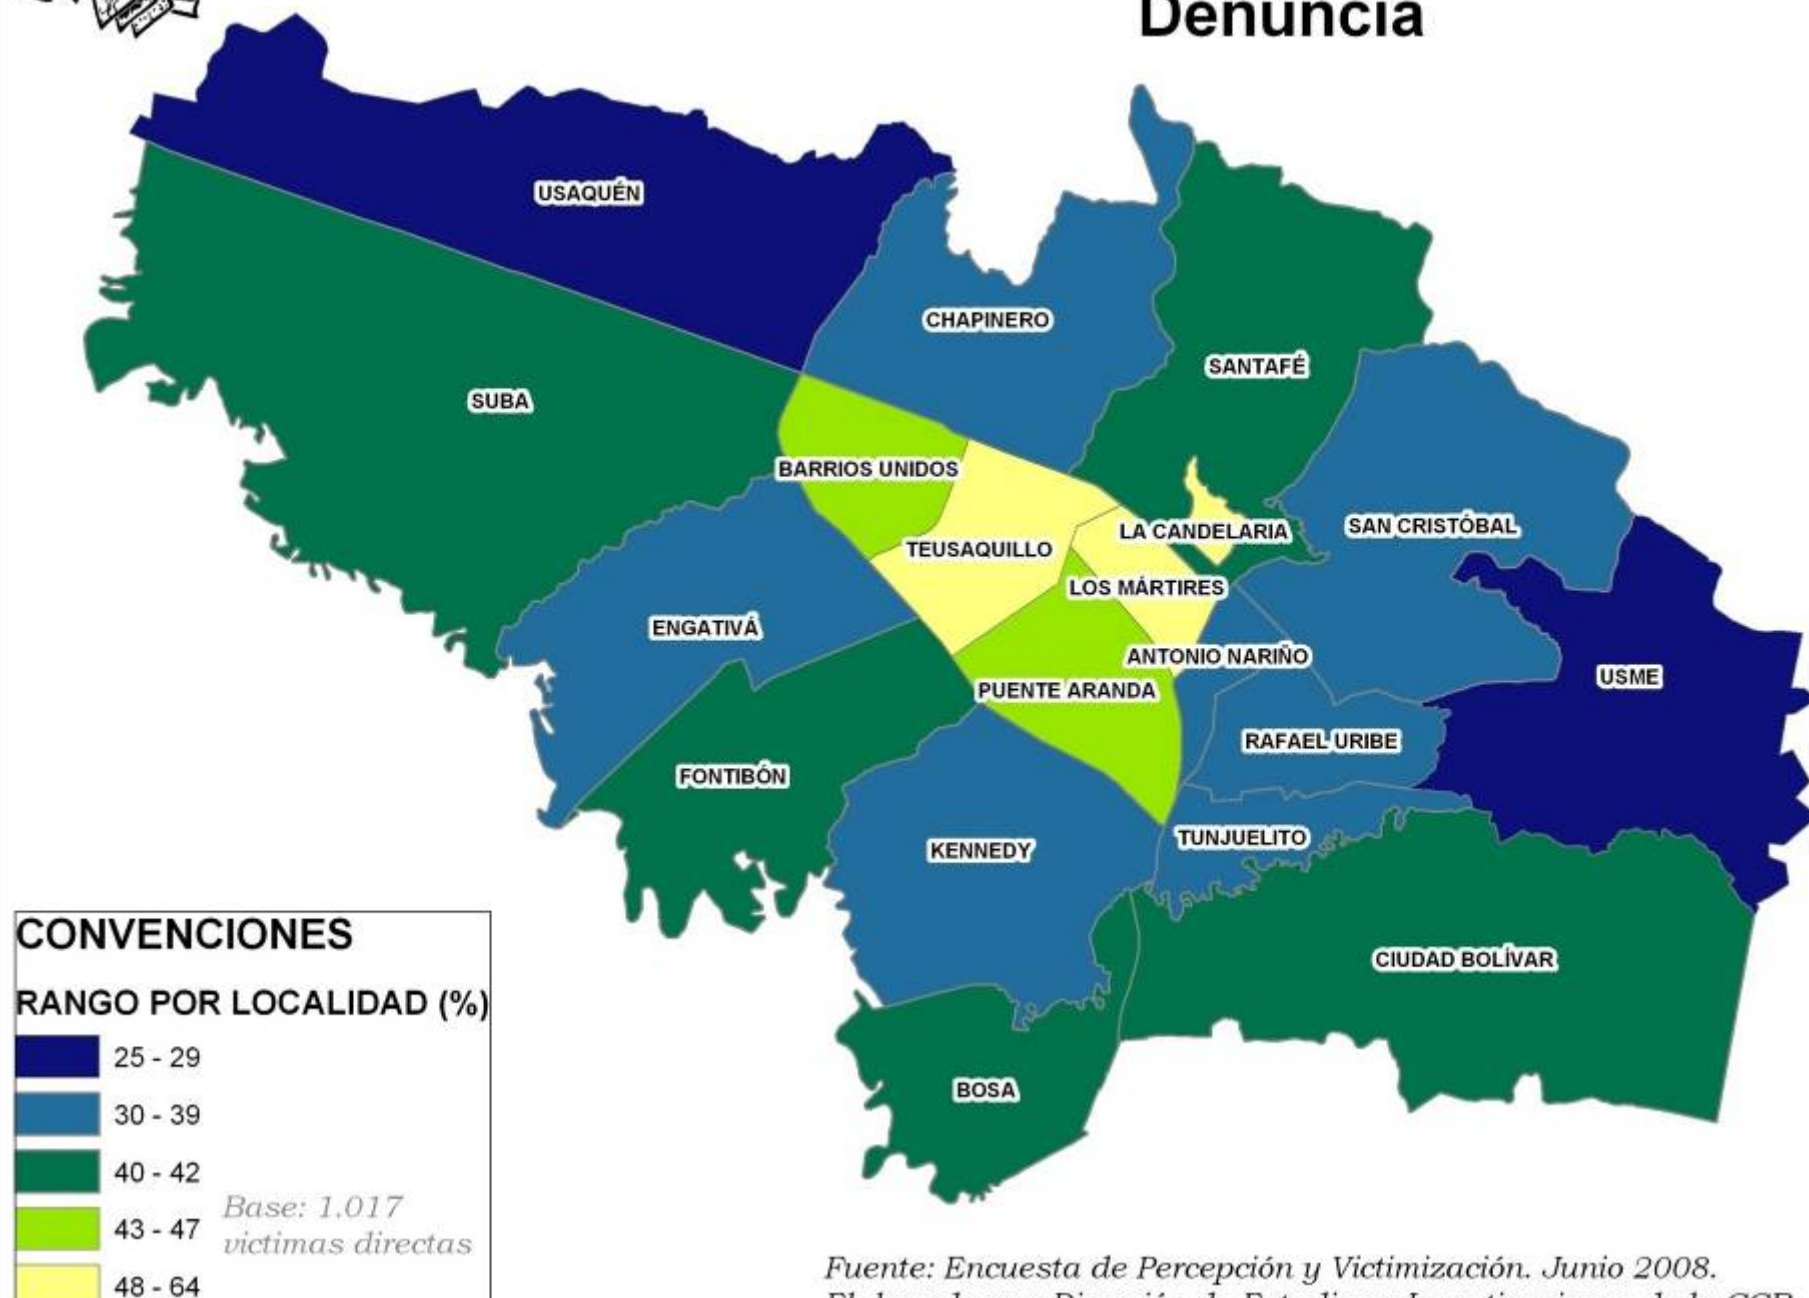 Denuncia
USAQUÉN
CHAPINERO
SANTAFÉ
SUBA
BARRIOS UNIDOS
LA CANDELARIA
SAN CRISTÓBAL
TEUSAQUILLO
LOS MÁRTIRES
ENGATIVÁ
ANTONIO NARIÑO
USME
PUENTE ARANDA
RAFAEL URIBE
FONTIBÓN
TUNJUELITO
KENNEDY
CIUDAD BOLÍVAR
BOSA
CONVENCIONES
RANGO POR LOCALIDAD (%)
25 - 29
30 - 39
40 - 42
43 - 47
48 - 64
Base: 1.017
victimas directas
Fuente: Encuesta de Percepción y Victimización. Junio 2008.